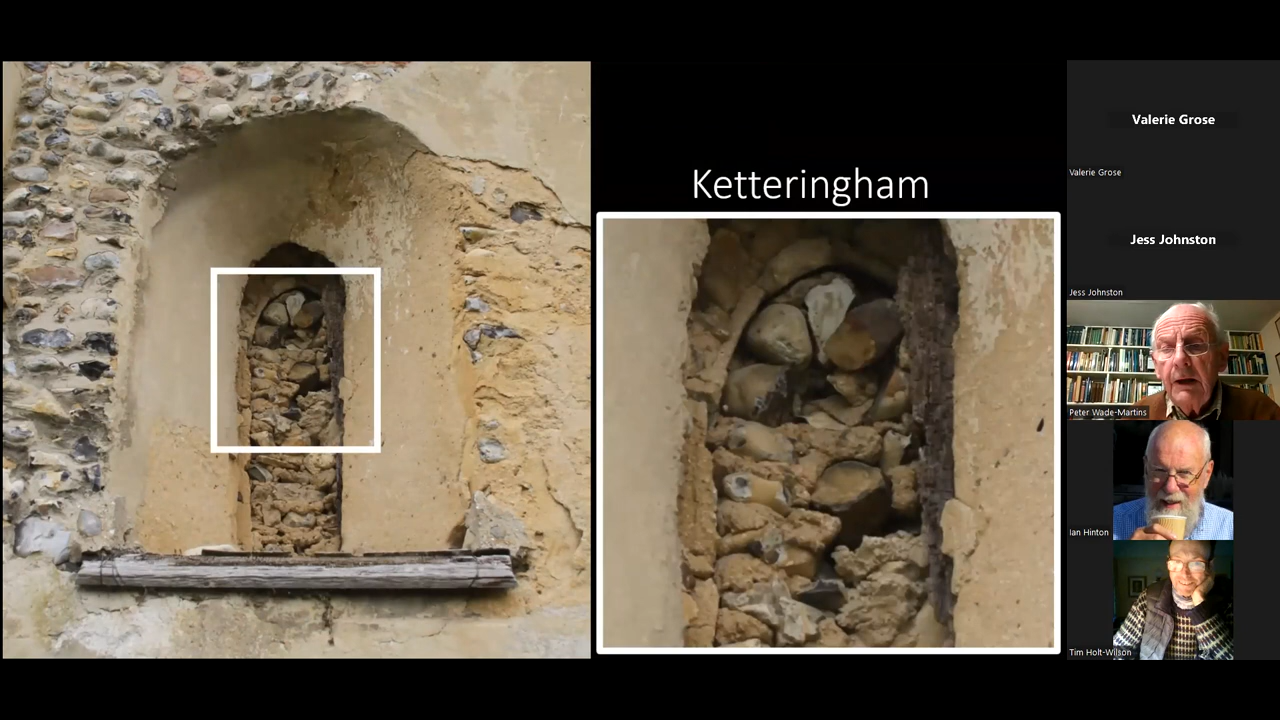 Ketteringham
Valerie Grose
Valerie Grose
Jess Johnston
Jess Johnston
Peter Wade-Martins
Ian Hinton
Tim Holt-Wilson